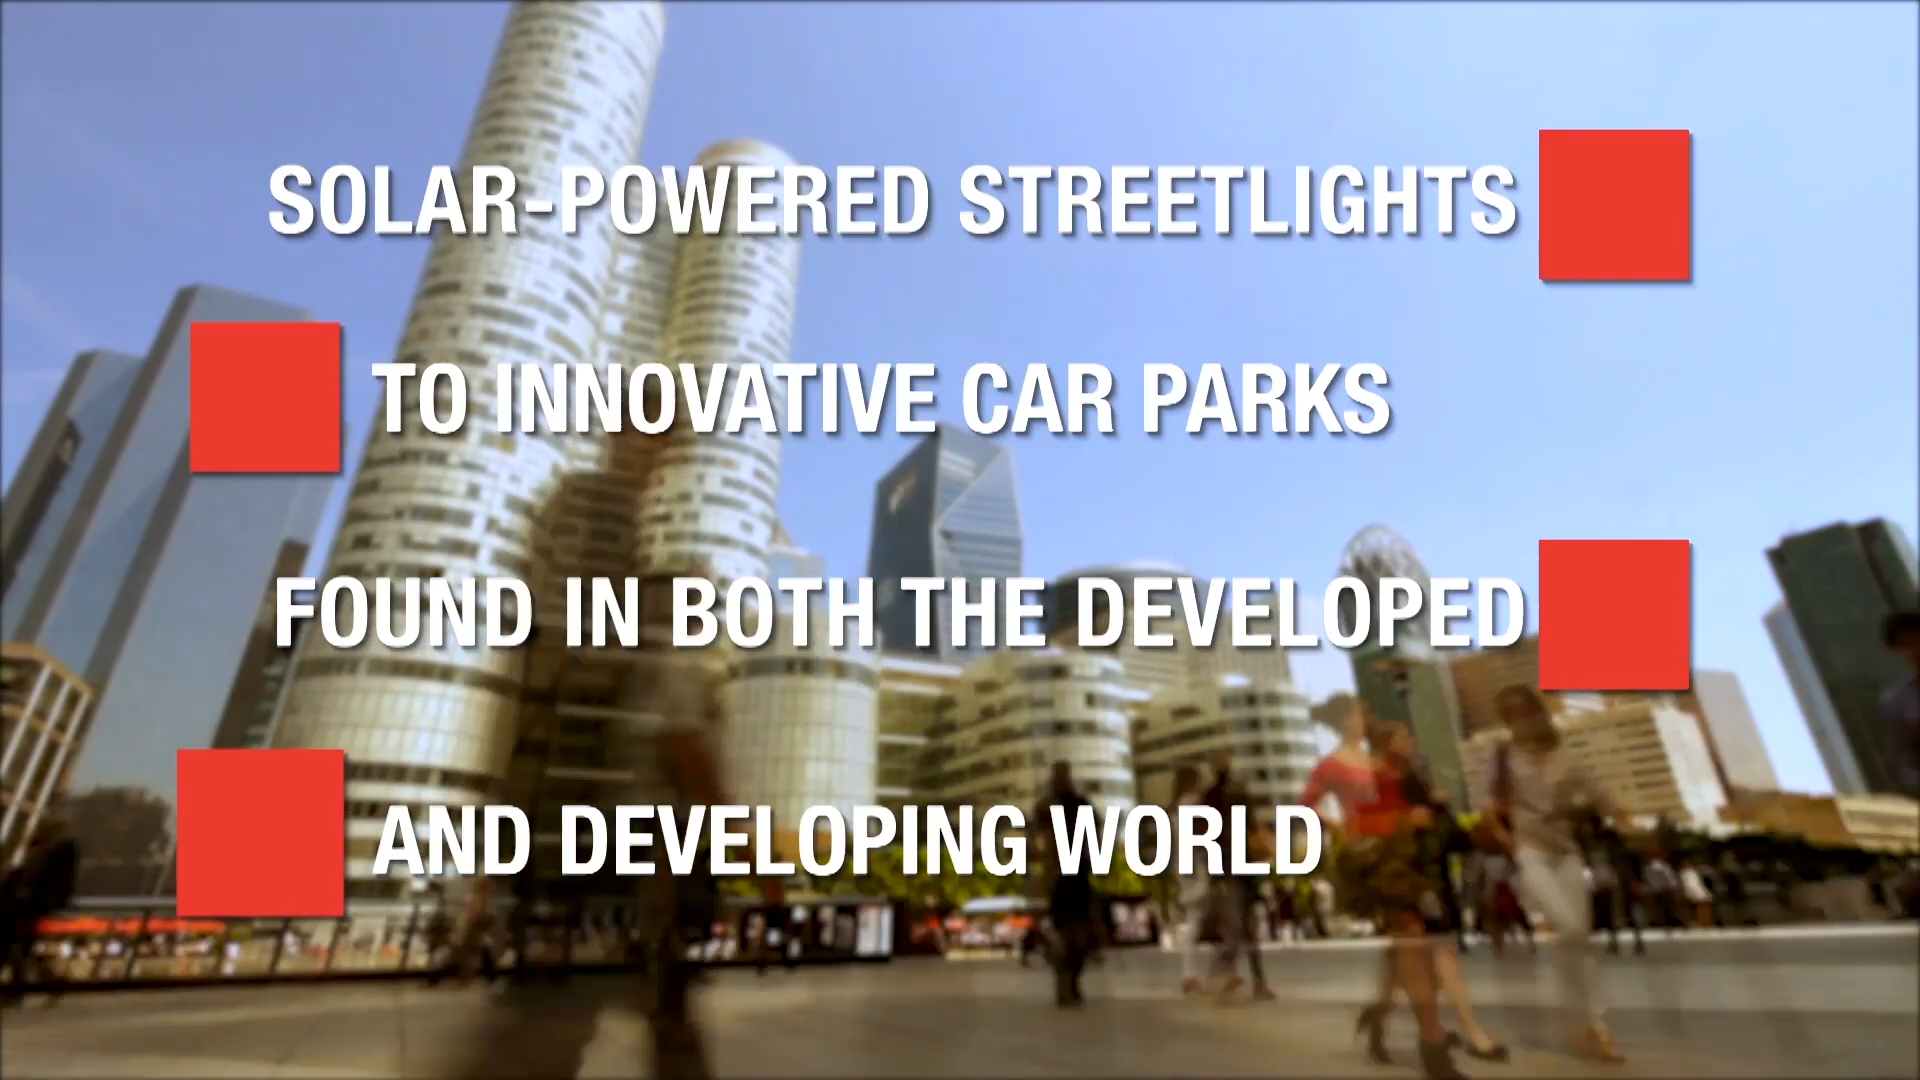 SOLAR-POWERED STREETLIGHTS
TO INNOVATIVE CAR PARKS
FOUND IN BOTH THE DEVELOPED
AND DEVELOPING WORLD